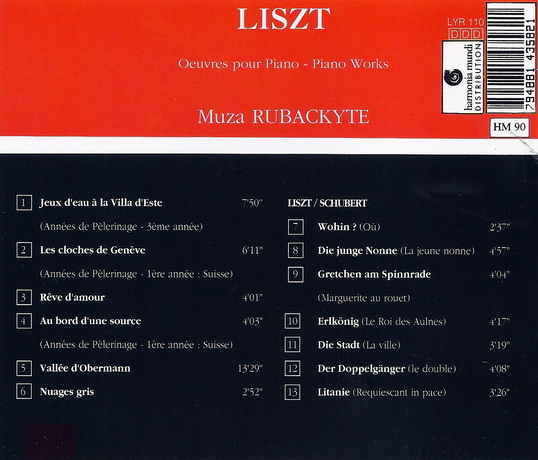 LISZT
LYR 110
DDD
Oeuvres pour Piano - Piano Works
harmonia mundi
DISTRIBUTION
794881 435821
Muza RUBACKYTE
HM 90
1 Jeux d'eau à la Villa d'Este 7'50"
(Années de Pèlerinage - 3ème année)
2 Les cloches de Genève 6'11"
(Années de Pèlerinage - 1ère année : Suisse)
3 Rêve d'amour 4'01"
4 Au bord d'une source 4'03"
(Années de Pèlerinage - 1ère année : Suisse)
5 Vallée d'Obermann 13'29"
6 Nuages gris 2'52"
LISZT / SCHUBERT
7 Wohin ? (Où) 2'37"
8 Die junge Nonne (La jeune nonne) 4'57"
9 Gretchen am Spinnrade 4'04"
(Marguerite au rouet)
10 Erlkönig (Le Roi des Aulnes) 4'17"
11 Die Stadt (La ville) 3'19"
12 Der Doppelgänger (le double) 4'08"
13 Litanie (Requiescant in pace) 3'26"